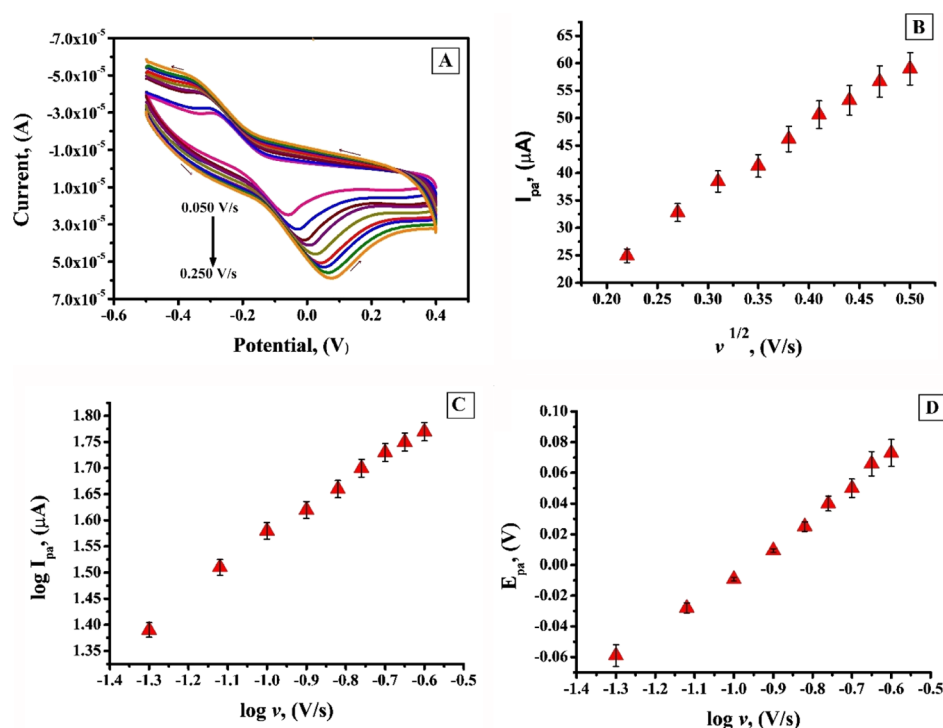 A
-7.0x10⁻⁵
-5.0x10⁻⁵
-3.0x10⁻⁵
-1.0x10⁻⁵
1.0x10⁻⁵
3.0x10⁻⁵
5.0x10⁻⁵
7.0x10⁻⁵
Current, (A)
0.050 V/s
0.250 V/s
-0.6 -0.4 -0.2 0.0 0.2 0.4
Potential, (V)
B
65
60
55
50
45
40
35
30
25
20
Iₚₐ, (µA)
0.20 0.25 0.30 0.35 0.40 0.45 0.50
ν ¹/², (V/s)
C
1.80
1.75
1.70
1.65
1.60
1.55
1.50
1.45
1.40
1.35
log Iₚₐ, (µA)
-1.4 -1.3 -1.2 -1.1 -1.0 -0.9 -0.8 -0.7 -0.6 -0.5
log ν, (V/s)
D
0.10
0.08
0.06
0.04
0.02
0.00
-0.02
-0.04
-0.06
Eₚₐ, (V)
-1.4 -1.3 -1.2 -1.1 -1.0 -0.9 -0.8 -0.7 -0.6 -0.5
log ν, (V/s)